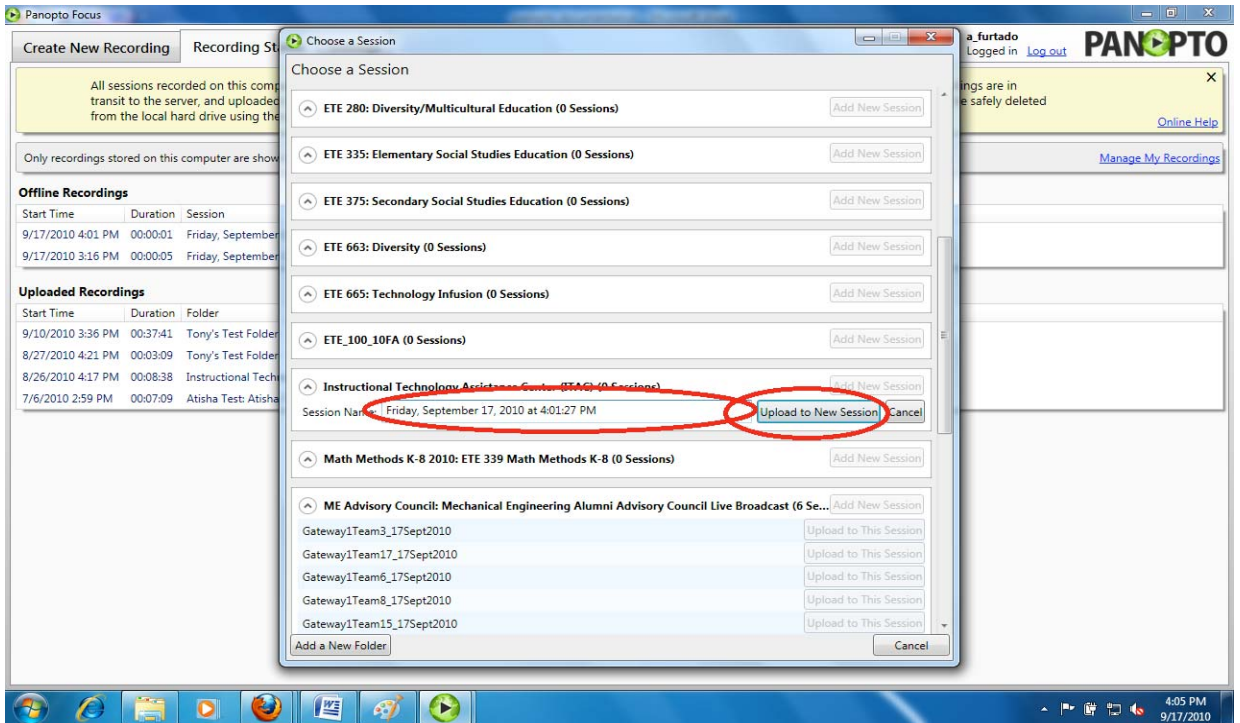 Panopto Focus
Create New Recording
Recording St
Choose a Session
a_furtado
Logged in Log out
PANOPTO
All sessions recorded on this comp
transit to the server, and uploaded
from the local hard drive using the
ings are in
e safely deleted
Online Help
Only recordings stored on this computer are show
Manage My Recordings
Offline Recordings
Start Time Duration Session
9/17/2010 4:01 PM 00:00:01 Friday, September
9/17/2010 3:16 PM 00:00:05 Friday, September
Uploaded Recordings
Start Time Duration Folder
9/10/2010 3:36 PM 00:37:41 Tony's Test Folder
8/27/2010 4:21 PM 00:03:09 Tony's Test Folder
8/26/2010 4:17 PM 00:08:38 Instructional Techn
7/6/2010 2:59 PM 00:07:09 Atisha Test: Atisha
Choose a Session
ETE 280: Diversity/Multicultural Education (0 Sessions) Add New Session
ETE 335: Elementary Social Studies Education (0 Sessions) Add New Session
ETE 375: Secondary Social Studies Education (0 Sessions) Add New Session
ETE 663: Diversity (0 Sessions) Add New Session
ETE 665: Technology Infusion (0 Sessions) Add New Session
ETE_100_10FA (0 Sessions) Add New Session
Instructional Technology Assistance Center (ITAC) (0 Sessions) Add New Session
Session Name: Friday, September 17, 2010 at 4:01:27 PM Upload to New Session Cancel
Math Methods K-8 2010: ETE 339 Math Methods K-8 (0 Sessions) Add New Session
ME Advisory Council: Mechanical Engineering Alumni Advisory Council Live Broadcast (6 Se... Add New Session
Gateway1Team3_17Sept2010 Upload to This Session
Gateway1Team17_17Sept2010 Upload to This Session
Gateway1Team6_17Sept2010 Upload to This Session
Gateway1Team8_17Sept2010 Upload to This Session
Gateway1Team15_17Sept2010 Upload to This Session
Add a New Folder Cancel
4:05 PM
9/17/2010